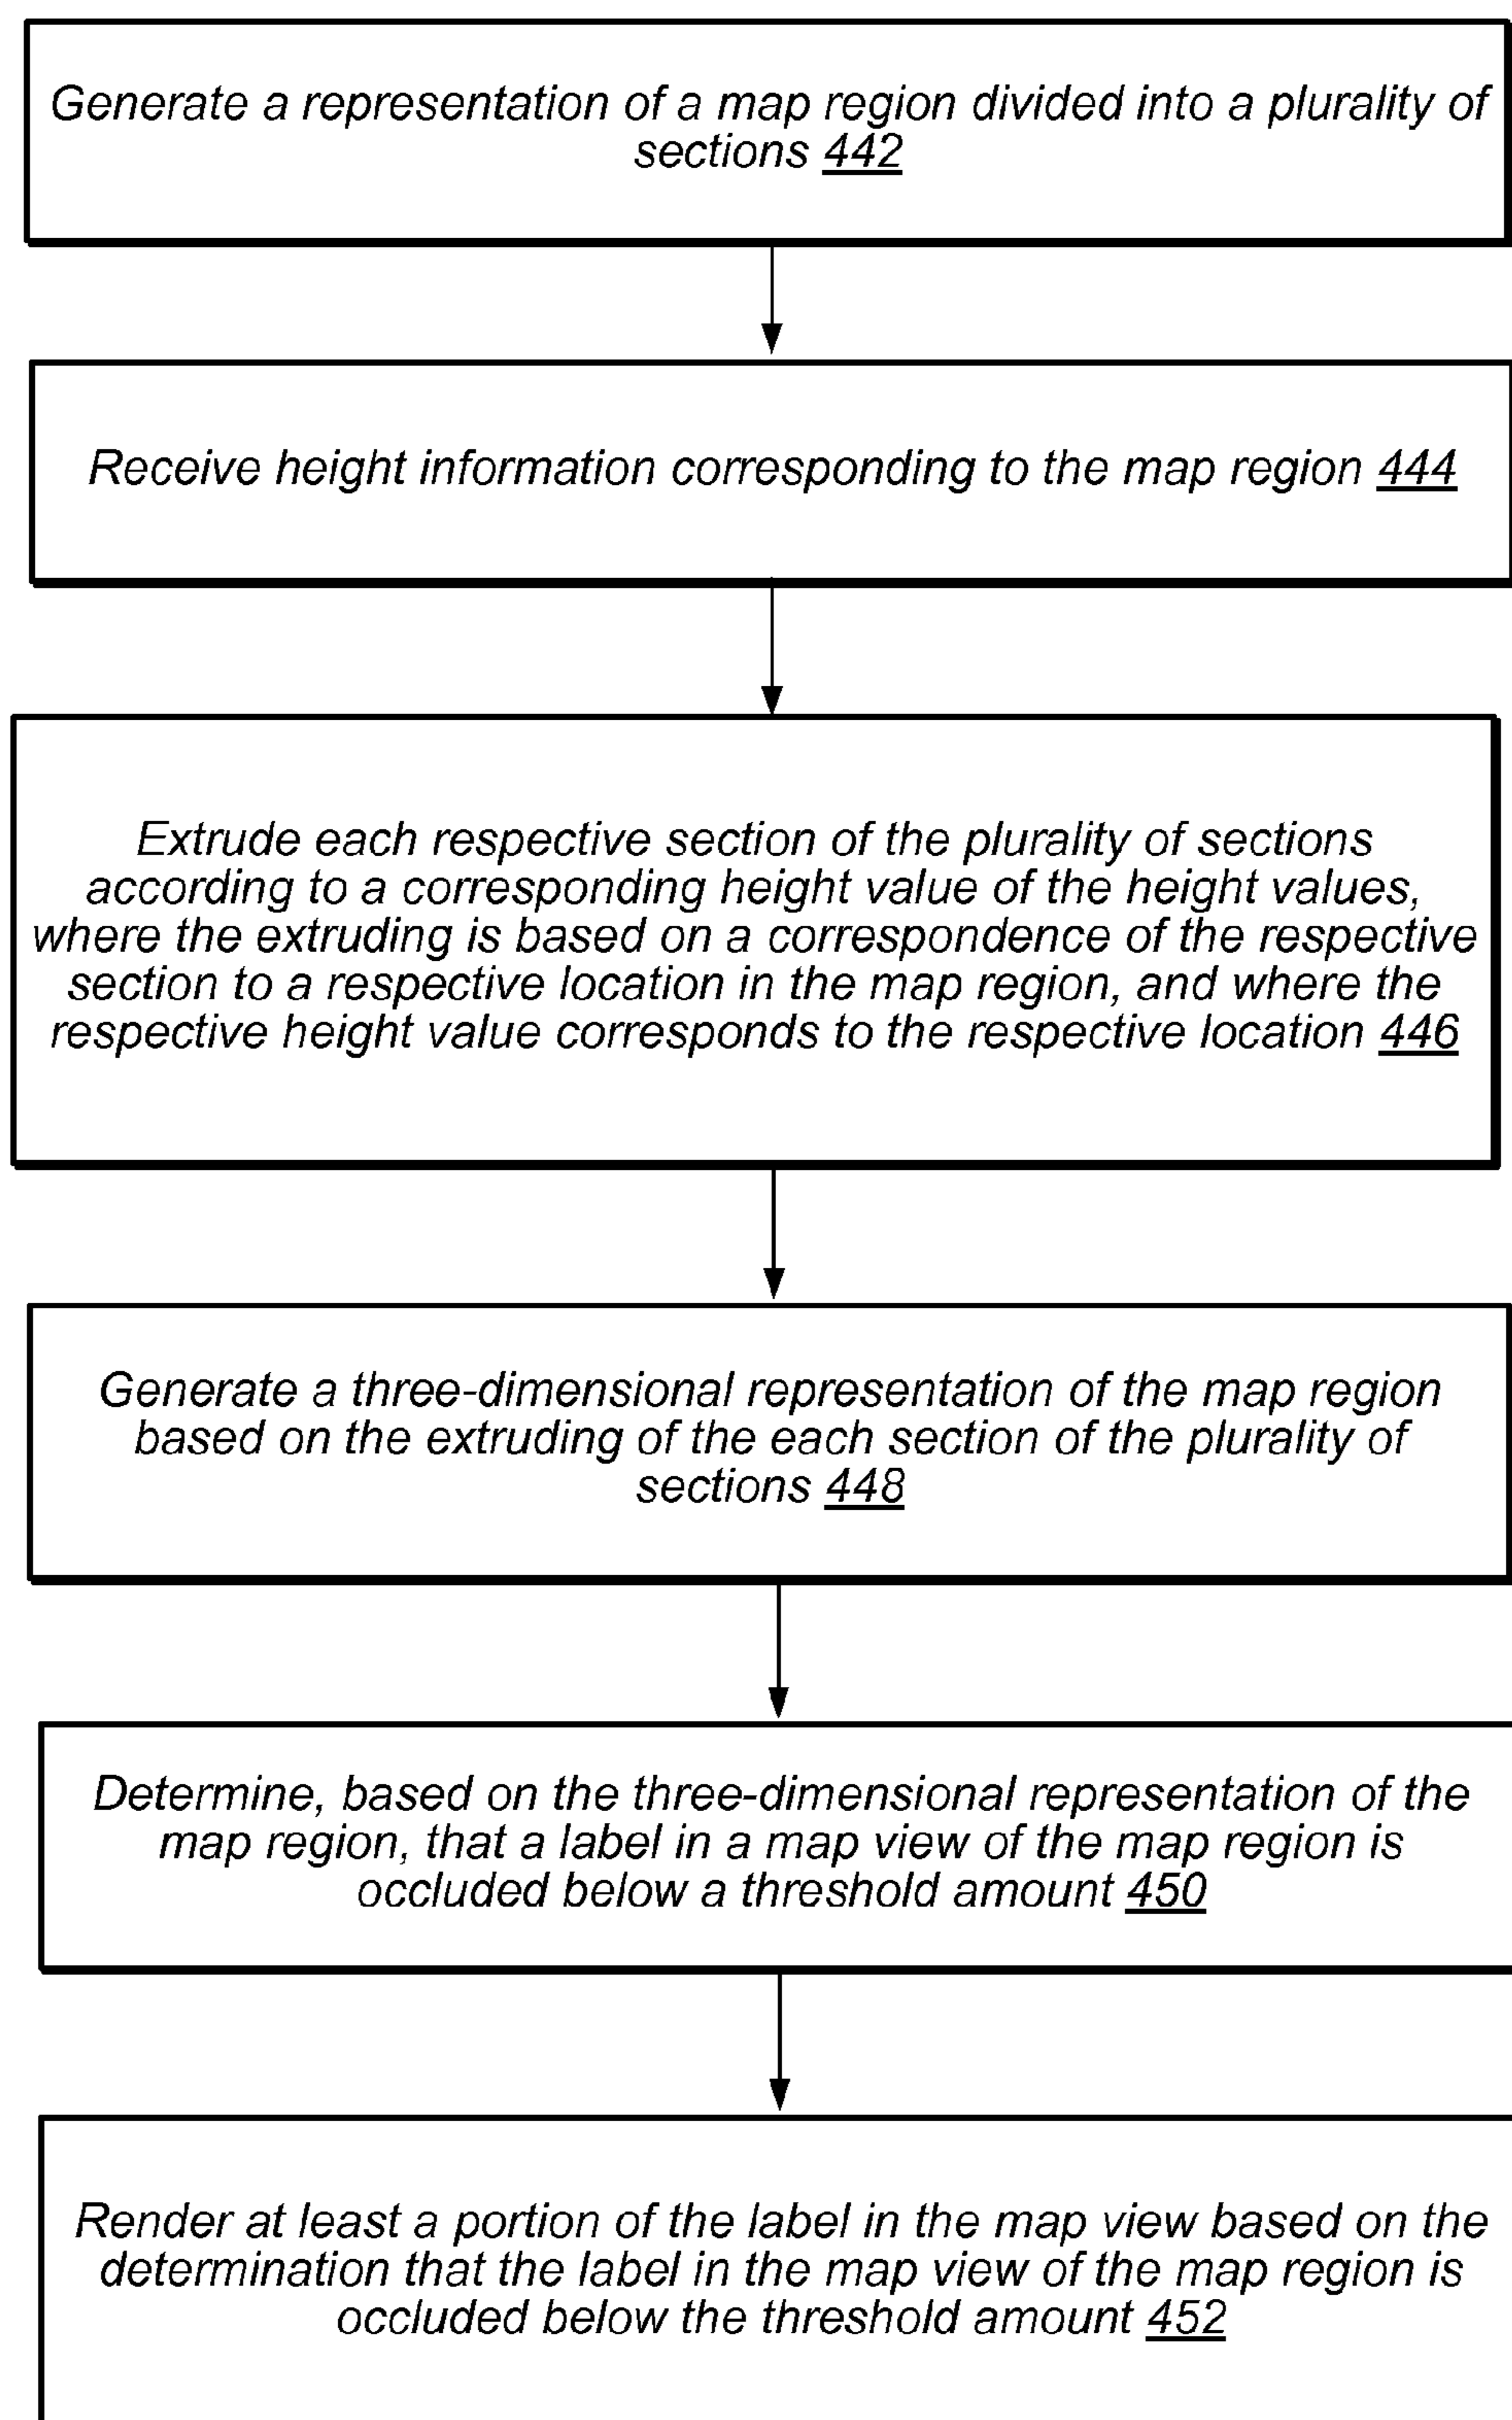 Generate a representation of a map region divided into a plurality of
sections 442
Receive height information corresponding to the map region 444
Extrude each respective section of the plurality of sections
according to a corresponding height value of the height values,
where the extruding is based on a correspondence of the respective
section to a respective location in the map region, and where the
respective height value corresponds to the respective location 446
Generate a three-dimensional representation of the map region
based on the extruding of the each section of the plurality of
sections 448
Determine, based on the three-dimensional representation of the
map region, that a label in a map view of the map region is
occluded below a threshold amount 450
Render at least a portion of the label in the map view based on the
determination that the label in the map view of the map region is
occluded below the threshold amount 452